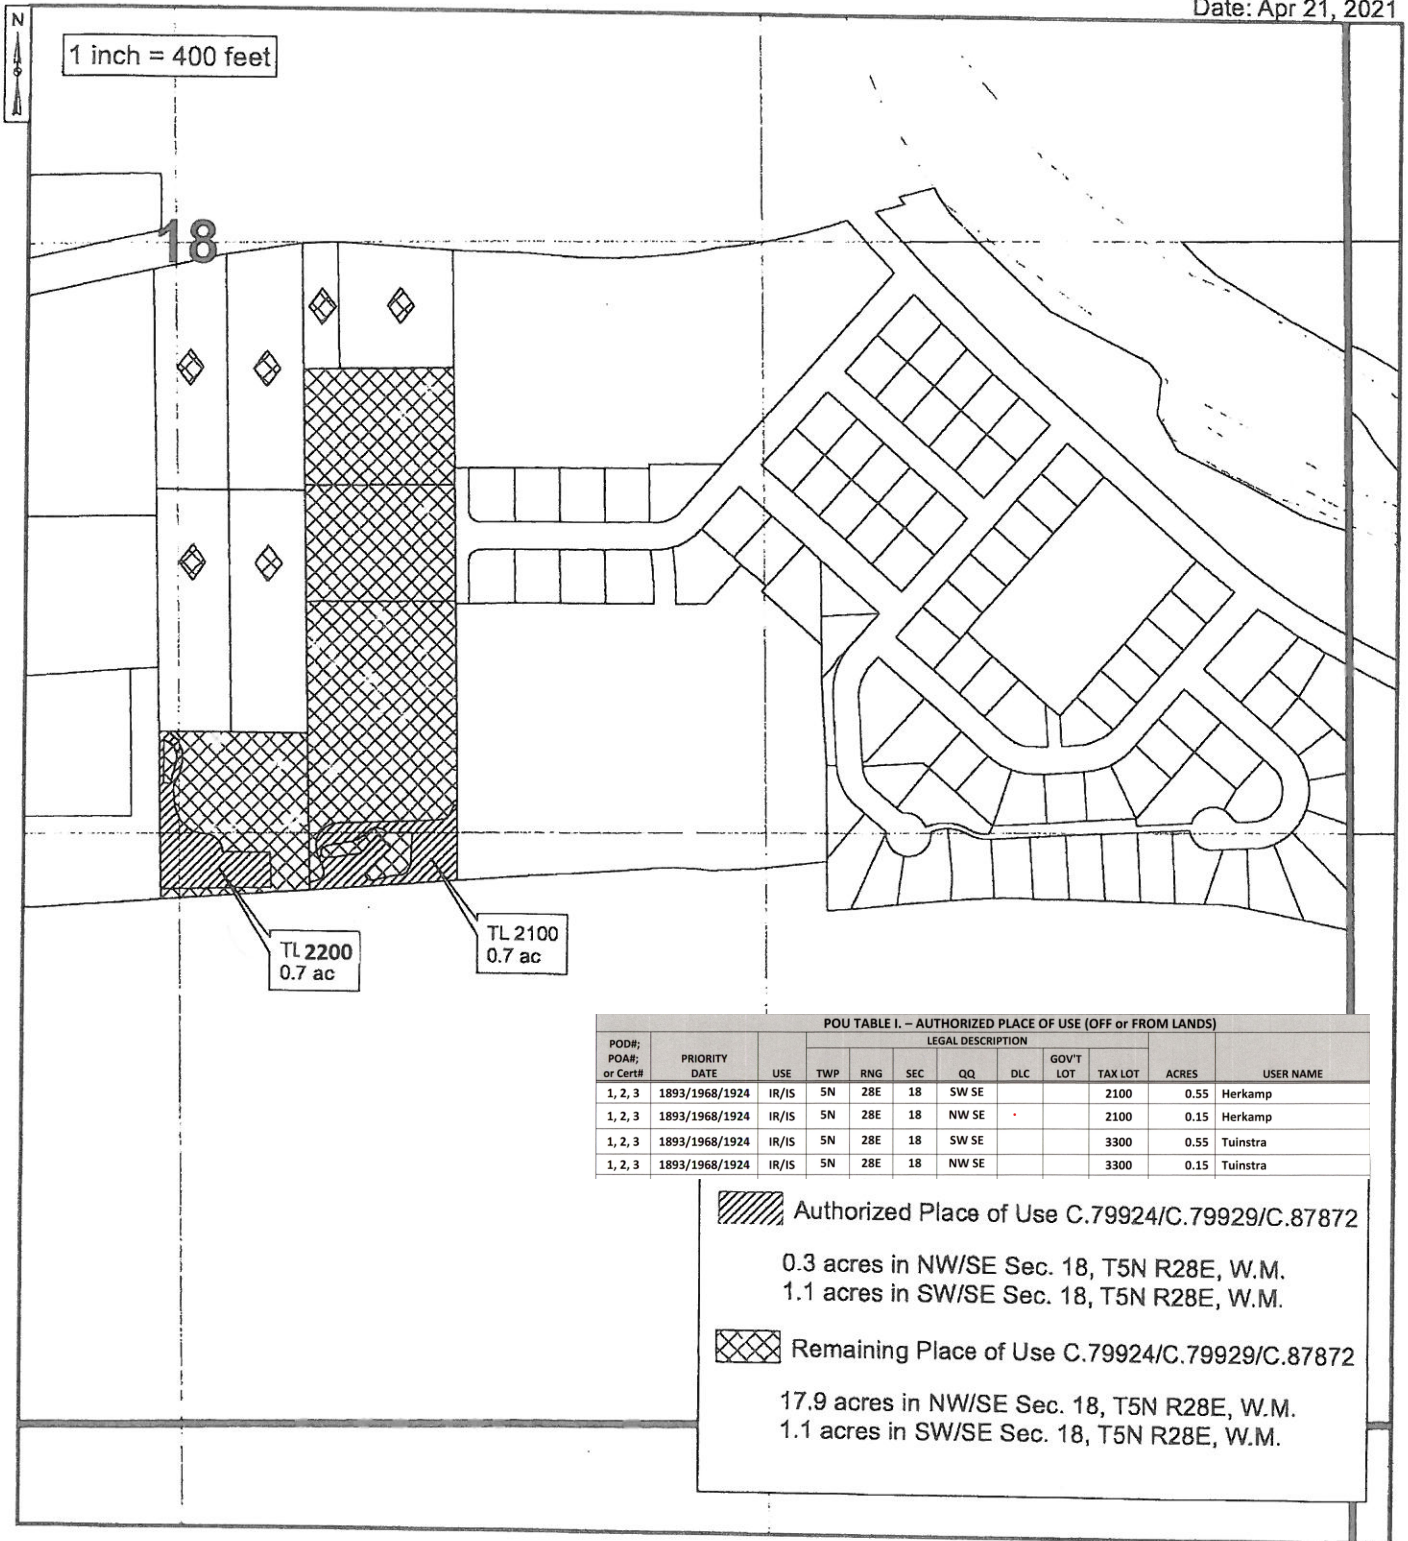 Date: Apr 21, 2021
N
1 inch = 400 feet
18
TL 2200
0.7 ac
TL 2100
0.7 ac
POU TABLE I. – AUTHORIZED PLACE OF USE (OFF or FROM LANDS)
POD#; POA#; or Cert# PRIORITY DATE USE LEGAL DESCRIPTION TWP RNG SEC QQ DLC GOV'T LOT TAX LOT ACRES USER NAME
1, 2, 3 1893/1968/1924 IR/IS 5N 28E 18 SW SE 2100 0.55 Herkamp
1, 2, 3 1893/1968/1924 IR/IS 5N 28E 18 NW SE 2100 0.15 Herkamp
1, 2, 3 1893/1968/1924 IR/IS 5N 28E 18 SW SE 3300 0.55 Tuinstra
1, 2, 3 1893/1968/1924 IR/IS 5N 28E 18 NW SE 3300 0.15 Tuinstra
Authorized Place of Use C.79924/C.79929/C.87872
0.3 acres in NW/SE Sec. 18, T5N R28E, W.M.
1.1 acres in SW/SE Sec. 18, T5N R28E, W.M.
Remaining Place of Use C.79924/C.79929/C.87872
17.9 acres in NW/SE Sec. 18, T5N R28E, W.M.
1.1 acres in SW/SE Sec. 18, T5N R28E, W.M.